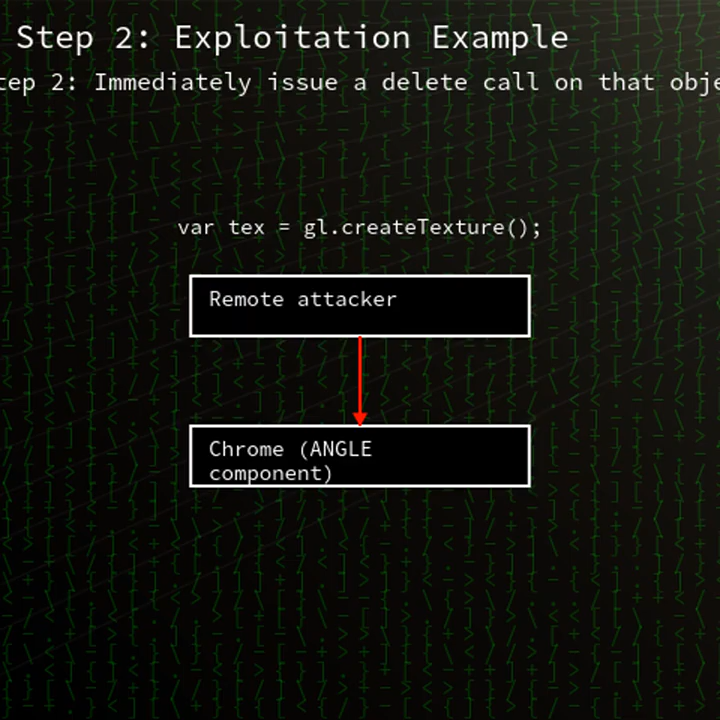 Step 2: Exploitation Example
tep 2: Immediately issue a delete call on that obje
var tex = gl.createTexture();
Remote attacker
Chrome (ANGLE
component)